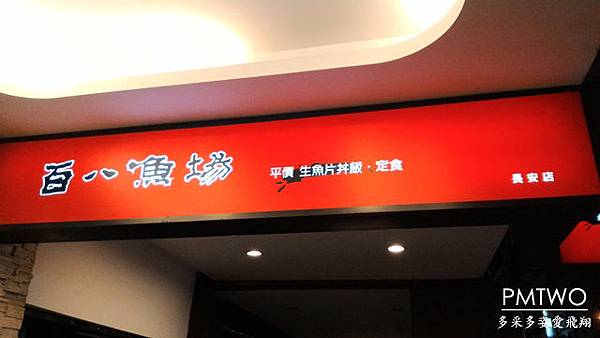 百八魚場
平價 生魚片丼飯・定食
長安店
PMTWO
多采多姿愛飛翔